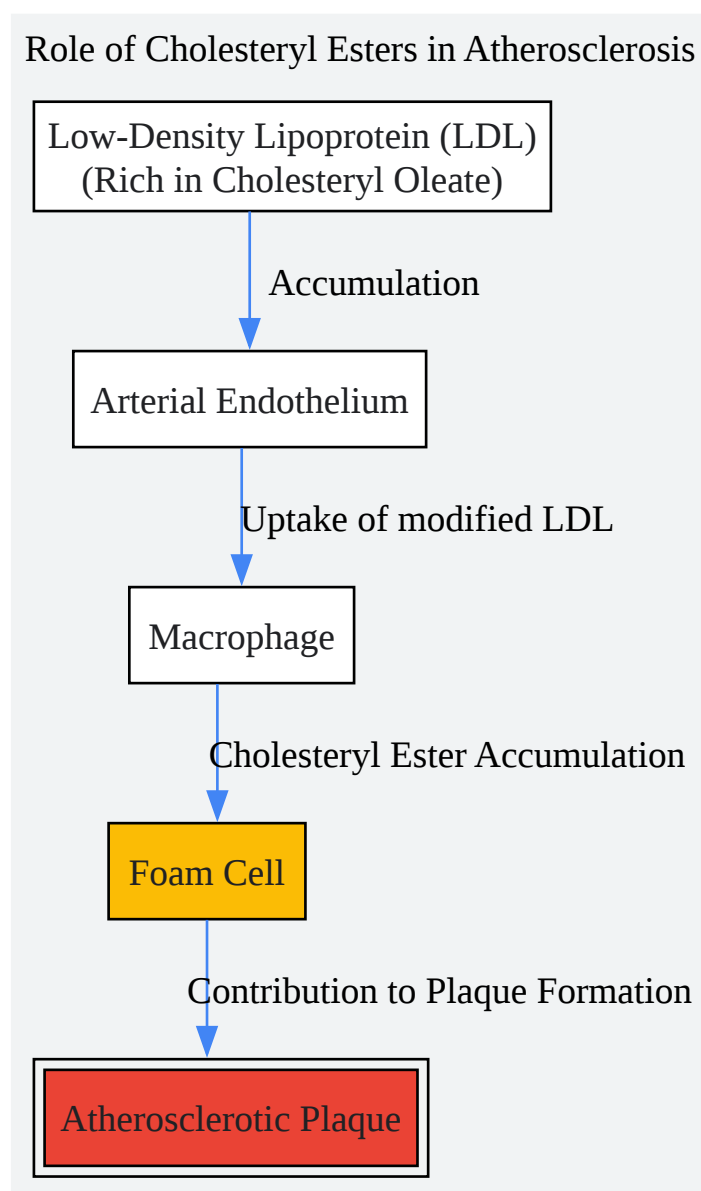 Role of Cholesteryl Esters in Atherosclerosis
Low-Density Lipoprotein (LDL)
(Rich in Cholesteryl Oleate)
Accumulation
Arterial Endothelium
Uptake of modified LDL
Macrophage
Cholesteryl Ester Accumulation
Foam Cell
Contribution to Plaque Formation
Atherosclerotic Plaque